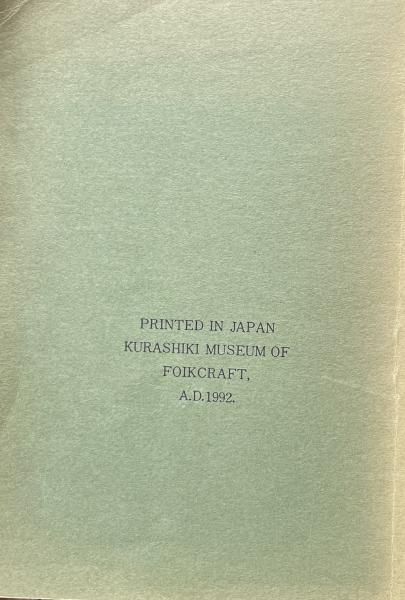 PRINTED IN JAPAN
KURASHIKI MUSEUM OF
FOIKCRAFT,
A.D.1992.